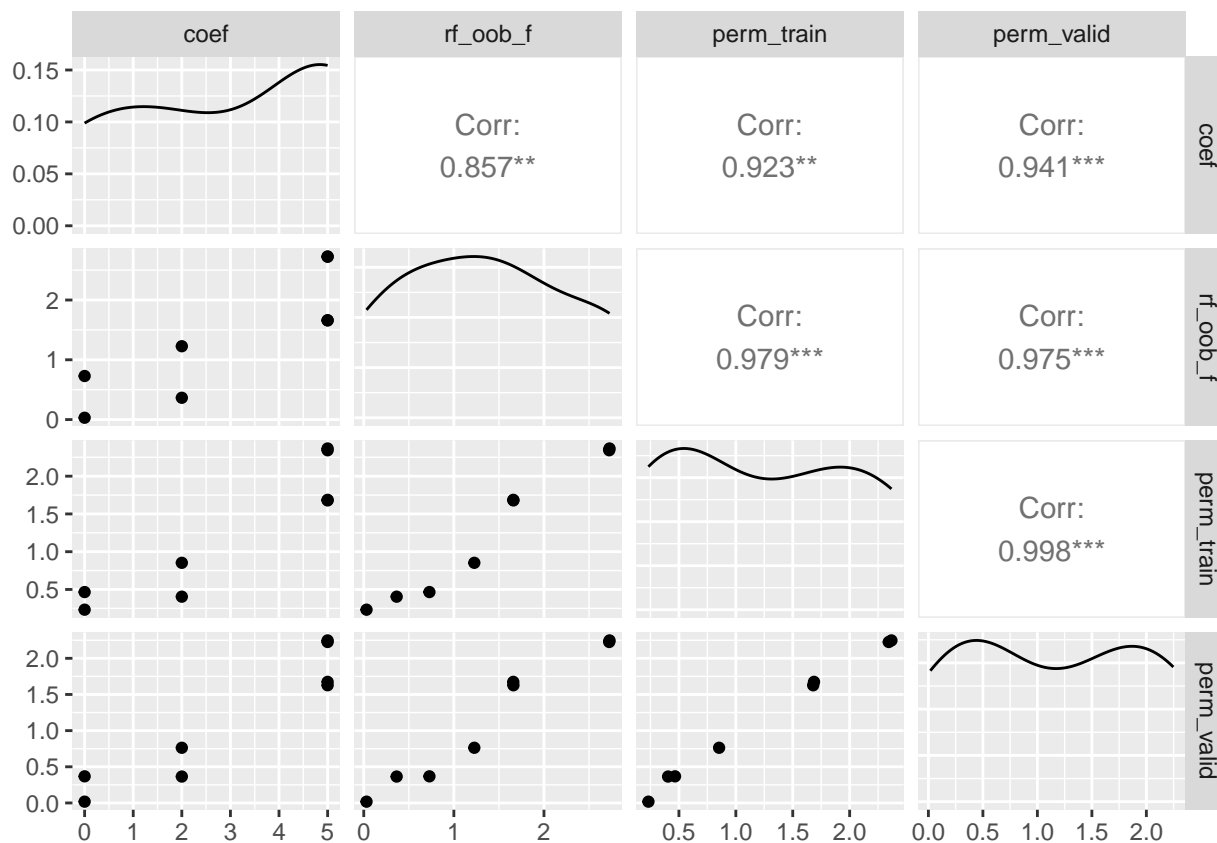 coef rf_oob_f perm_train perm_valid
0.15
0.10
0.05
0.00
Corr:
0.857**
Corr:
0.923**
Corr:
0.941***
coef
2
1
0
Corr:
0.979***
Corr:
0.975***
rf_oob_f
2.0
1.5
1.0
0.5
Corr:
0.998***
perm_train
2.0
1.5
1.0
0.5
0.0
perm_valid
0 1 2 3 4 5 0 1 2 0.5 1.0 1.5 2.0 0.0 0.5 1.0 1.5 2.0